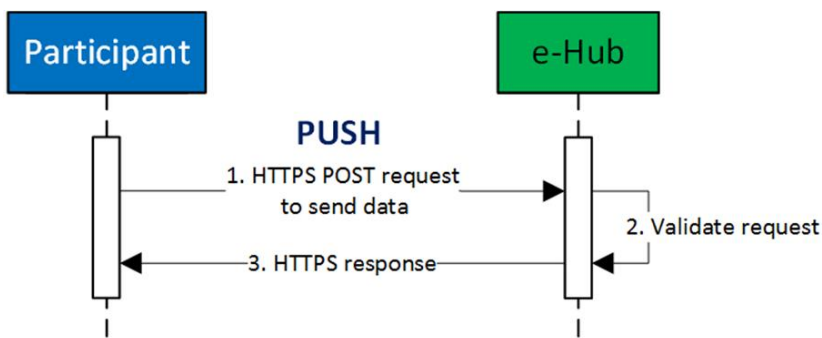 Participant
e-Hub
PUSH
1. HTTPS POST request
to send data
2. Validate request
3. HTTPS response